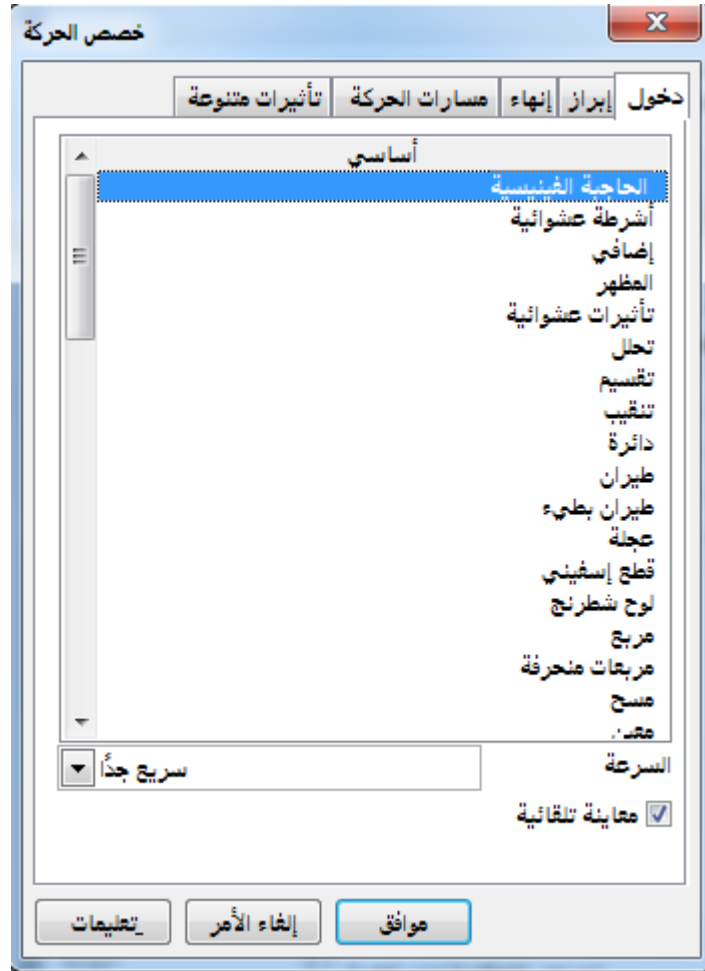 خصص الحركة
دخول إبراز إنهاء مسارات الحركة تأثيرات متنوعة
أساسي
الحاجبة الفينيسية
أشرطة عشوائية
إضافي
المظهر
تأثيرات عشوائية
تحلل
تقسيم
تنقيب
دائرة
طيران
طيران بطيء
عجلة
قطع إسفيني
لوح شطرنج
مربع
مربعات منحرفة
مسح
معين
السرعة سريع جدًا
معاينة تلقائية
موافق إلغاء الأمر تعليمات